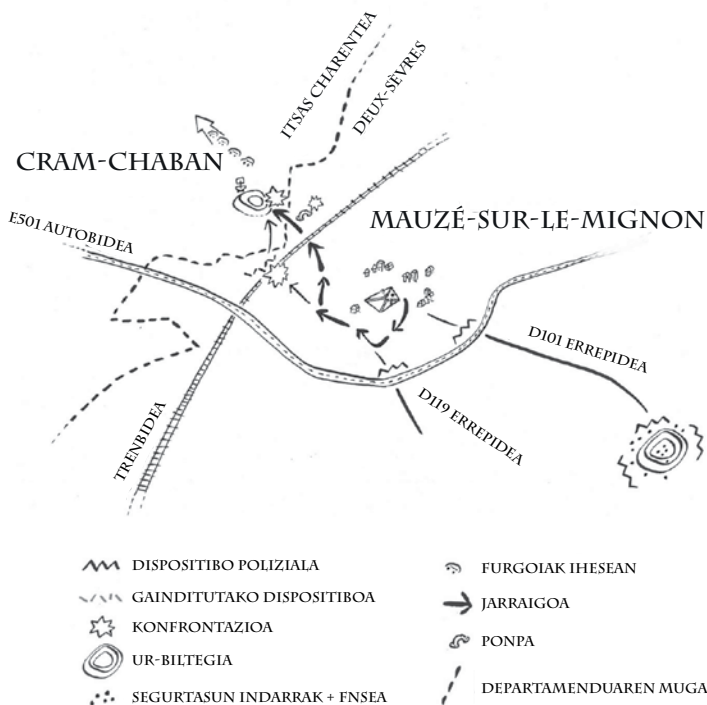 ITSAS CHARENTEA
DEUX-SÈVRES
CRAM-CHABAN
MAUZÉ-SUR-LE-MIGNON
E501 AUTOBIDEA
D101 ERREPIDEA
D119 ERREPIDEA
TRENBIDEA
DISPOSITIBO POLIZIALA
GAINDITUTAKO DISPOSITIBOA
KONFRONTAZIOA
UR-BILTEGIA
SEGURTASUN INDARRAK + FNSEA
FURGOIAK IHESEAN
JARRAIGOA
PONPA
DEPARTAMENDUAREN MUGA